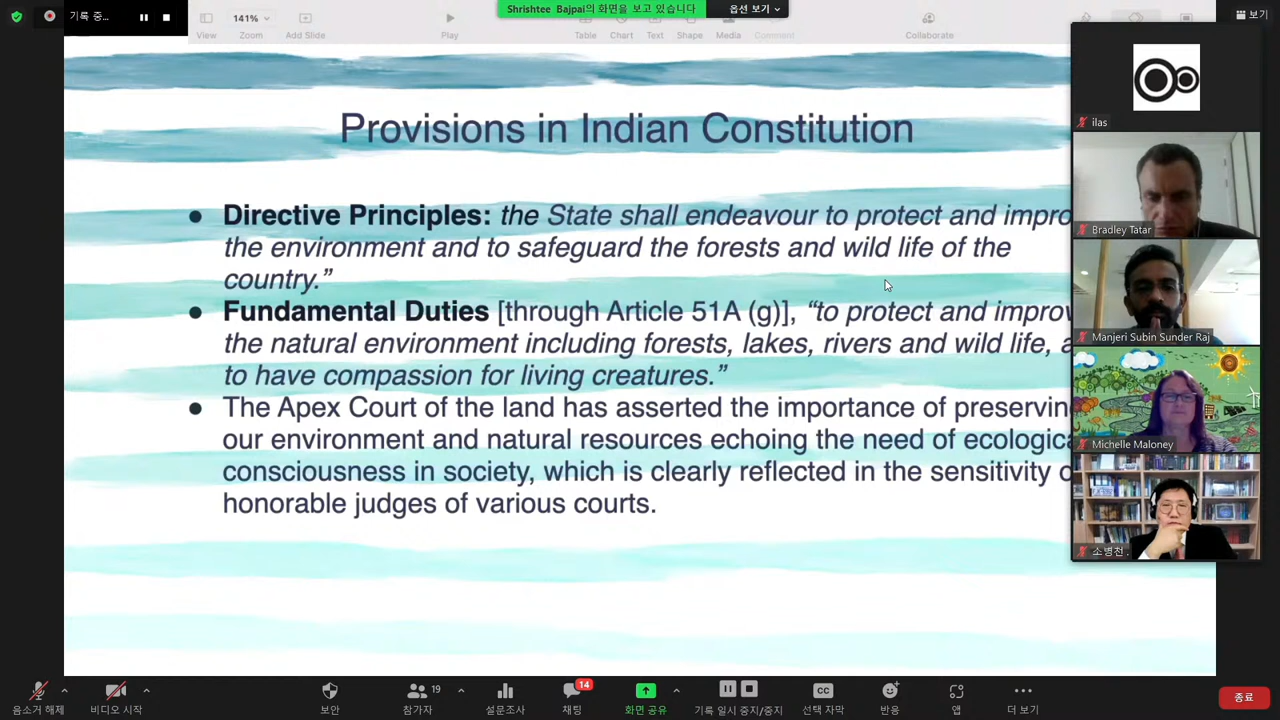 기록 중...
Shrishtee Bajpai의 화면을 보고 있습니다
옵션 보기
보기
141%
View
Zoom
Add Slide
Play
Table
Chart
Text
Shape
Media
Comment
Collaborate
Provisions in Indian Constitution
• Directive Principles: the State shall endeavour to protect and impro
the environment and to safeguard the forests and wild life of the
country.”
• Fundamental Duties [through Article 51A (g)], “to protect and improv
the natural environment including forests, lakes, rivers and wild life, a
to have compassion for living creatures.”
• The Apex Court of the land has asserted the importance of preservin
our environment and natural resources echoing the need of ecologica
consciousness in society, which is clearly reflected in the sensitivity o
honorable judges of various courts.
ilas
Bradley Tatar
Manjeri Subin Sunder Raj
Michelle Maloney
소병천 .
음소거 해제
비디오 시작
보안
19
참가자
설문조사
14
채팅
화면 공유
기록 일시 중지/중지
CC
선택 자막
반응
앱
더 보기
종료